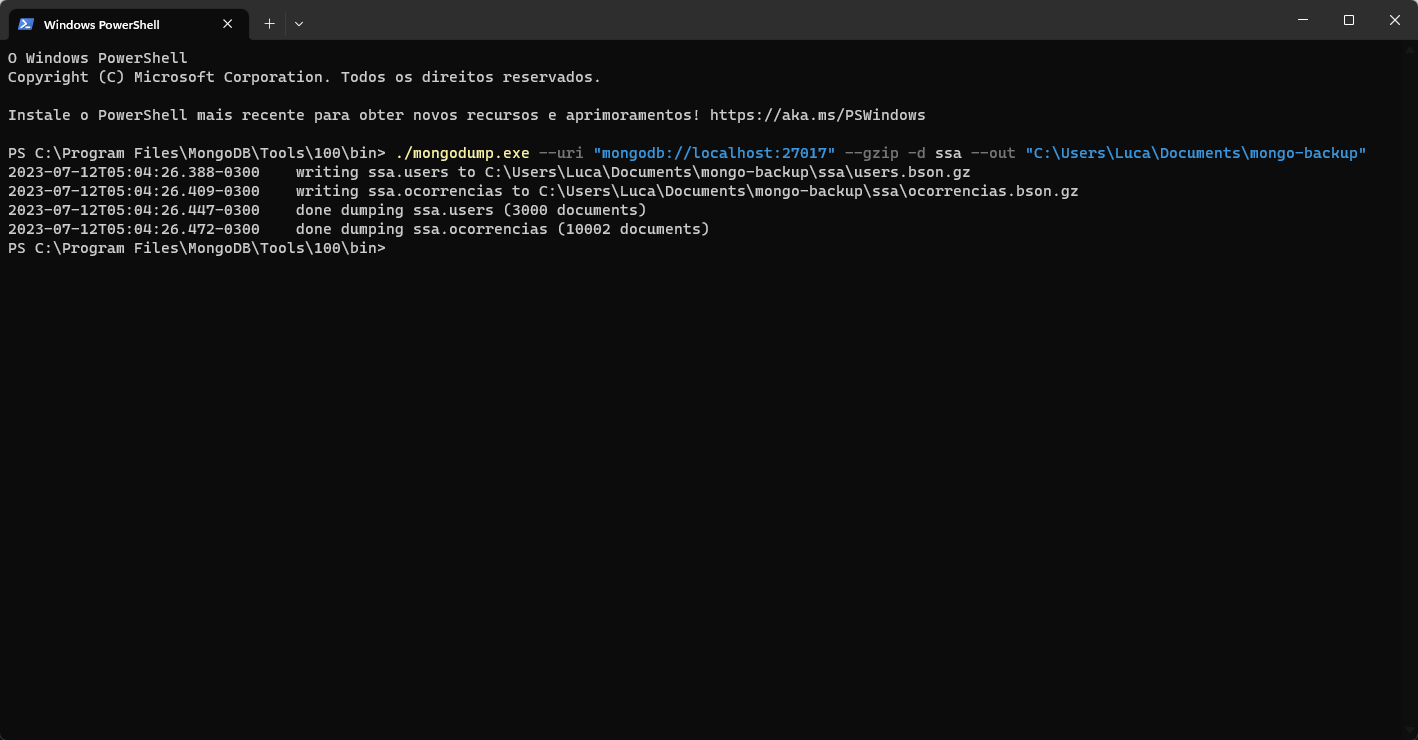 Windows PowerShell
O Windows PowerShell
Copyright (C) Microsoft Corporation. Todos os direitos reservados.
Instale o PowerShell mais recente para obter novos recursos e aprimoramentos! https://aka.ms/PSWindows
PS C:\Program Files\MongoDB\Tools\100\bin> ./mongodump.exe --uri "mongodb://localhost:27017" --gzip -d ssa --out "C:\Users\Luca\Documents\mongo-backup"
2023-07-12T05:04:26.388-0300    writing ssa.users to C:\Users\Luca\Documents\mongo-backup\ssa\users.bson.gz
2023-07-12T05:04:26.409-0300    writing ssa.ocorrencias to C:\Users\Luca\Documents\mongo-backup\ssa\ocorrencias.bson.gz
2023-07-12T05:04:26.447-0300    done dumping ssa.users (3000 documents)
2023-07-12T05:04:26.472-0300    done dumping ssa.ocorrencias (10002 documents)
PS C:\Program Files\MongoDB\Tools\100\bin>